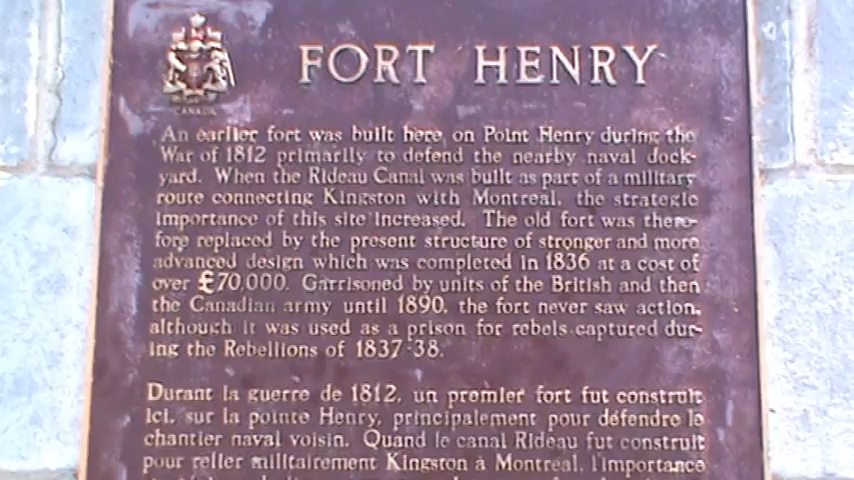 FORT HENRY
CANADA
An earlier fort was built here on Point Henry during the
War of 1812 primarily to defend the nearby naval dock-
yard. When the Rideau Canal was built as part of a military
route connecting Kingston with Montreal, the strategic
importance of this site increased. The old fort was there-
fore replaced by the present structure of stronger and more
advanced design which was completed in 1836 at a cost of
over £70,000. Garrisoned by units of the British and then
the Canadian army until 1890, the fort never saw action,
although it was used as a prison for rebels captured dur-
ing the Rebellions of 1837-38.
Durant la guerre de 1812, un premier fort fut construit
ici, sur la pointe Henry, principalement pour défendre le
chantier naval voisin. Quand le canal Rideau fut construit
pour relier militairement Kingston à Montréal, l'importance